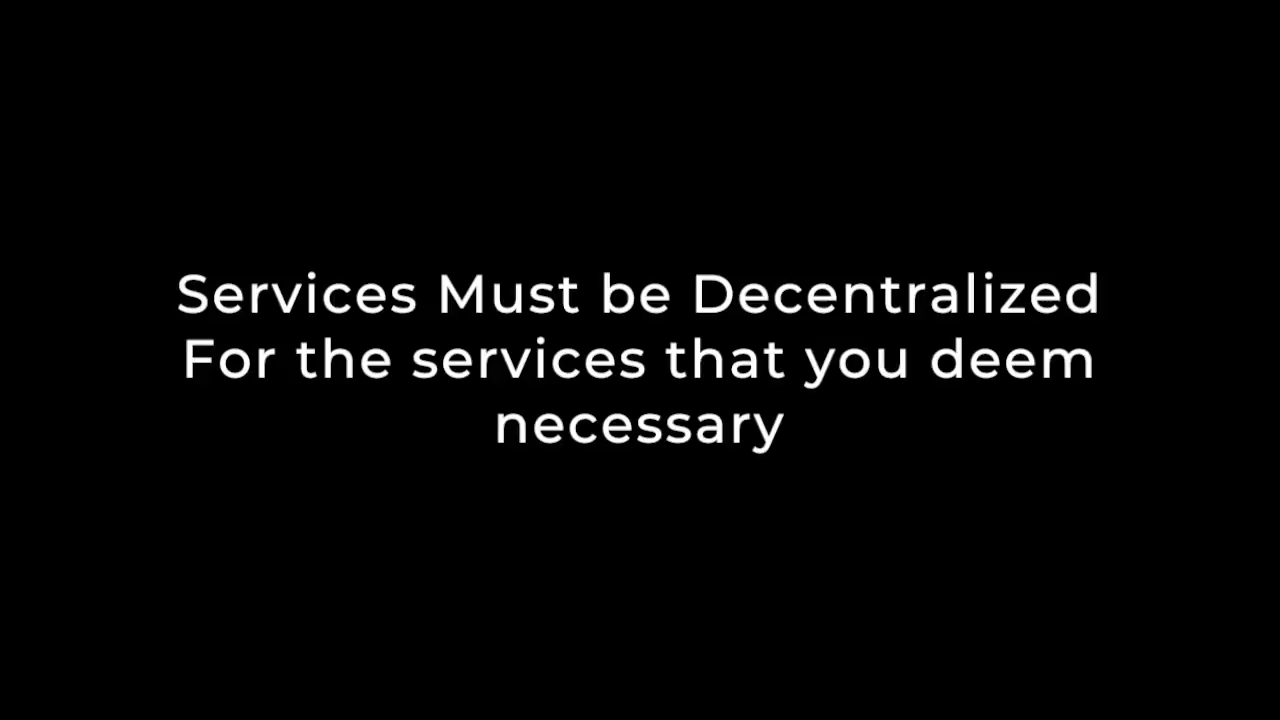 Services Must be Decentralized
For the services that you deem
necessary